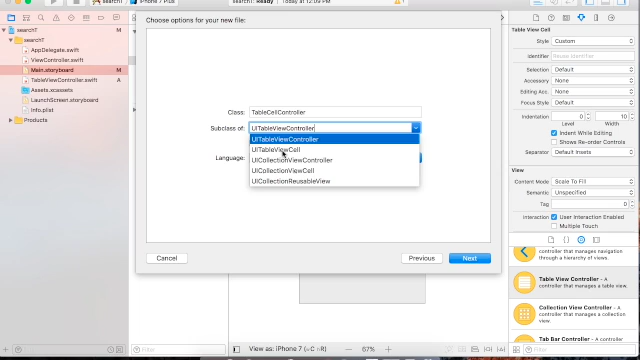 searchT
iPhone 7 Plus
searchT: Ready
Today at 12:09 PM
1
searchT
M
searchT
AppDelegate.swift
ViewController.swift
Main.storyboard
M
TableViewController.swift
A
Assets.xcassets
LaunchScreen.storyboard
Info.plist
Products
Filter
Choose options for your new file:
Class:
TableCellController
Subclass of:
UITableViewController
UITableViewController
UITableViewCell
UICollectionViewController
UICollectionViewCell
UICollectionReusableView
Language:
Cancel
Previous
Next
View as: iPhone 7
67%
Table View Cell
Style
Custom
Identifier
Reuse Identifier
Selection
Default
Accessory
None
Editing Acc.
None
Focus Style
Default
Indentation
0
10
Level
Width
Indent While Editing
Shows Re-order Controls
Separator
Default Insets
View
Content Mode
Scale To Fill
Semantic
Unspecified
Tag
0
Interaction
User Interaction Enabled
Multiple Touch
controller that manages navigation
through a hierarchy of views.
Table View Controller - A
controller that manages a table view.
Collection View Controller - A
controller that manages a collection
view.
Tab Bar Controller - A
Filter